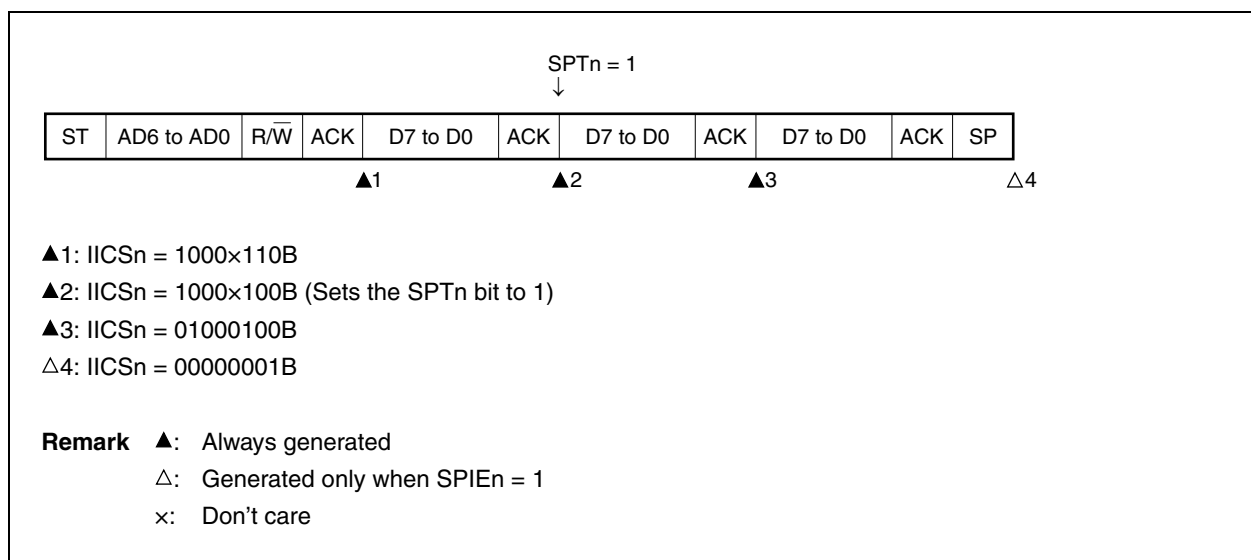 SPTn = 1
↓
ST AD6 to AD0 R/W̅ ACK D7 to D0 ACK D7 to D0 ACK D7 to D0 ACK SP
▲1 ▲2 ▲3 △4
▲1: IICSn = 1000×110B
▲2: IICSn = 1000×100B (Sets the SPTn bit to 1)
▲3: IICSn = 01000100B
△4: IICSn = 00000001B
Remark ▲: Always generated
△: Generated only when SPIEn = 1
×: Don't care